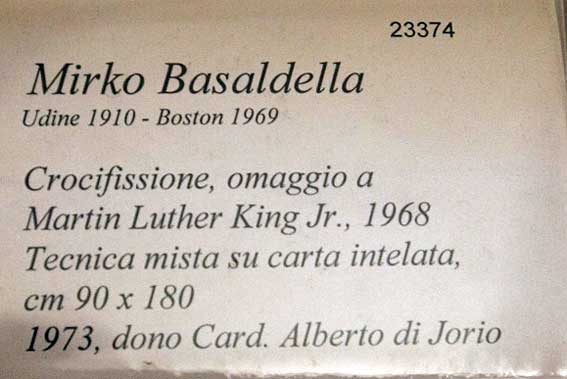 23374
Mirko Basaldella
Udine 1910 - Boston 1969
Crocifissione, omaggio a
Martin Luther King Jr., 1968
Tecnica mista su carta intelata,
cm 90 x 180
1973, dono Card. Alberto di Jorio